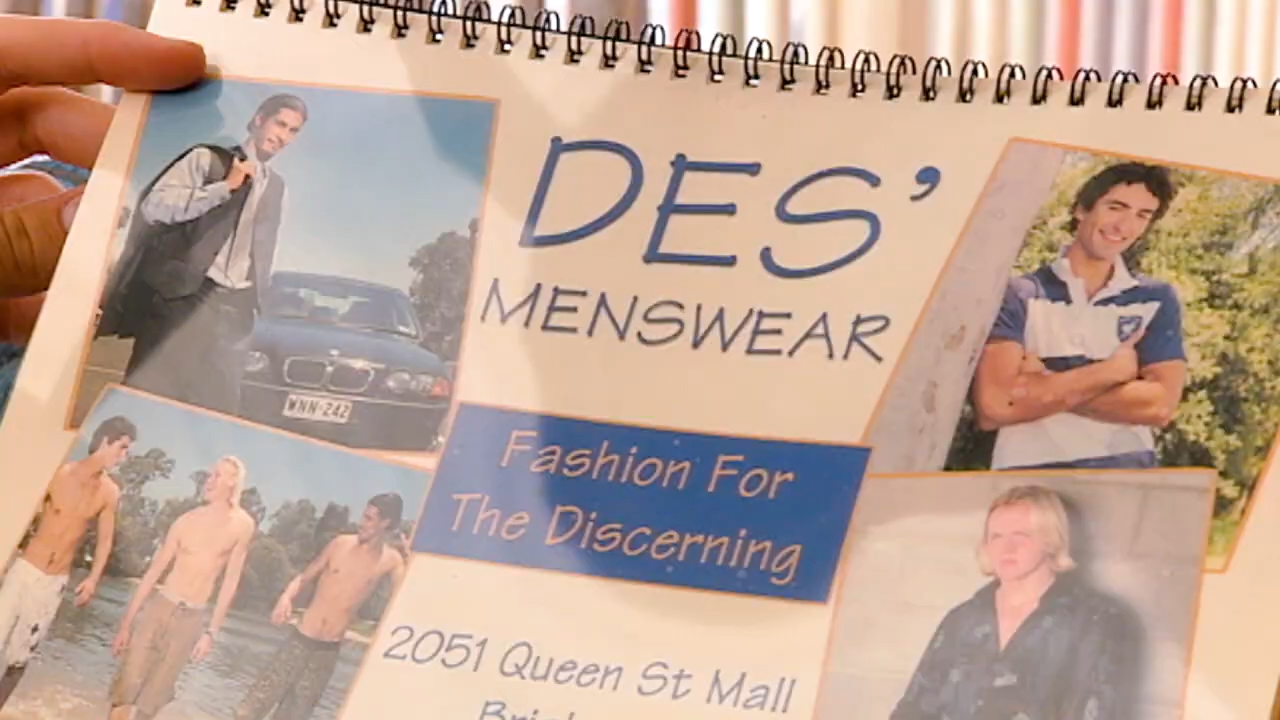 DES'
MENSWEAR
WNN-242
Fashion For
The Discerning
2051 Queen St Mall